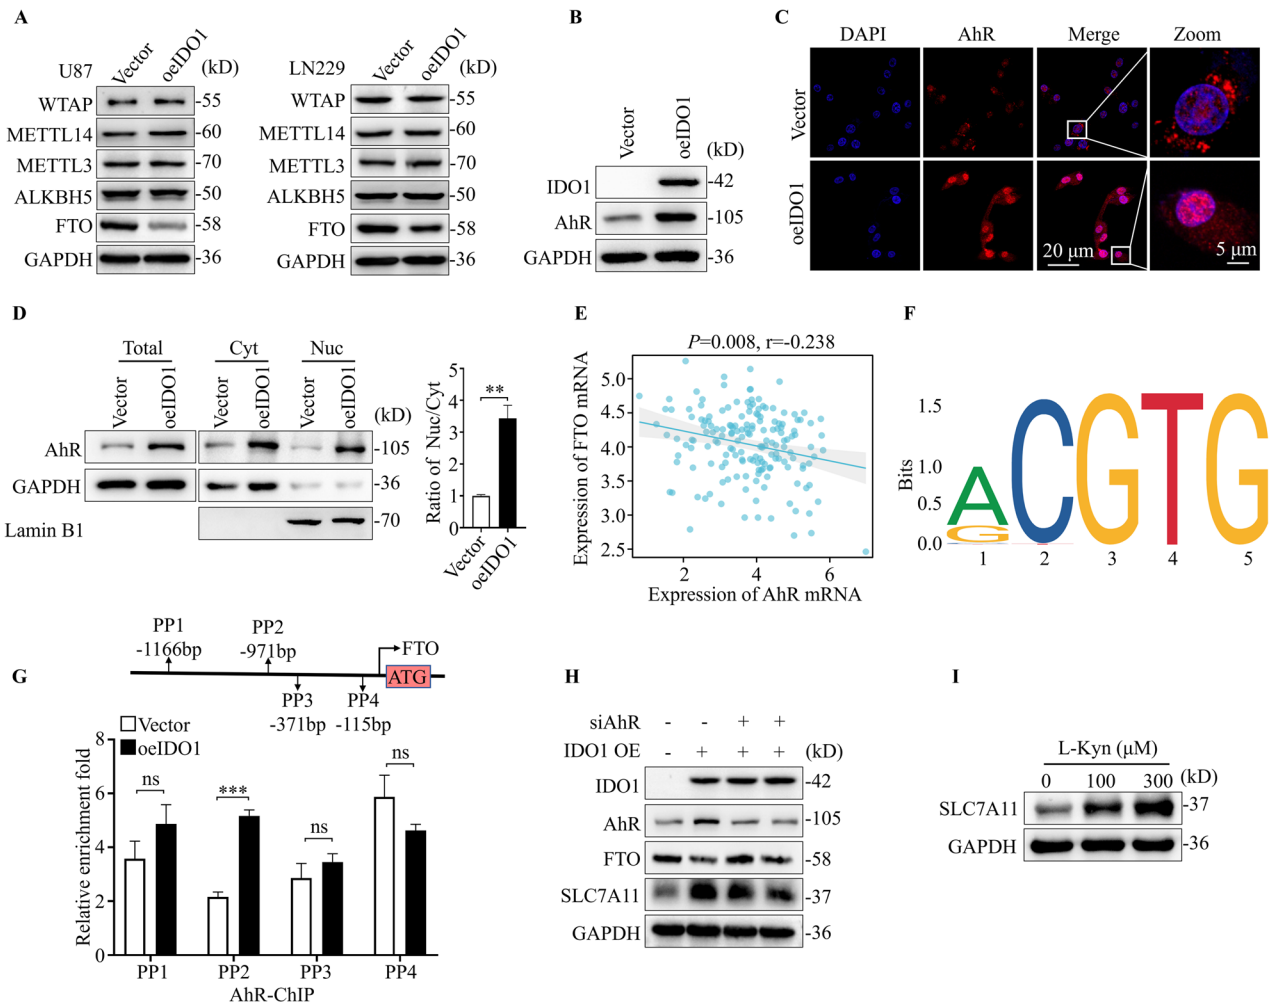 A
U87
Vector
oeIDO1
(kD)
WTAP
-55
METTL14
-60
METTL3
-70
ALKBH5
-50
FTO
-58
GAPDH
-36
LN229
Vector
oeIDO1
(kD)
WTAP
-55
METTL14
-60
METTL3
-70
ALKBH5
-50
FTO
-58
GAPDH
-36
B
Vector
oeIDO1
(kD)
IDO1
-42
AhR
-105
GAPDH
-36
C
DAPI
AhR
Merge
Zoom
Vector
oeIDO1
20 μm
5 μm
D
Total
Cyt
Nuc
Vector
oeIDO1
Vector
oeIDO1
Vector
oeIDO1
(kD)
AhR
-105
GAPDH
-36
Lamin B1
-70
Ratio of Nuc/Cyt
5
4
3
2
1
0
**
Vector
oeIDO1
E
P=0.008, r=-0.238
Expression of FTO mRNA
5.0
4.5
4.0
3.5
3.0
2.5
2
4
6
Expression of AhR mRNA
F
Bits
1.5
1.0
0.5
0.0
A
G
C
G
T
G
1
2
3
4
5
G
PP1
-1166bp
PP2
-971bp
PP3
-371bp
PP4
-115bp
FTO
ATG
Vector
oeIDO1
Relative enrichment fold
8
6
4
2
0
ns
***
ns
ns
PP1
PP2
PP3
PP4
AhR-ChIP
H
siAhR
-
-
+
+
IDO1 OE
-
+
+
+
(kD)
IDO1
-42
AhR
-105
FTO
-58
SLC7A11
-37
GAPDH
-36
I
L-Kyn (μM)
0
100
300
(kD)
SLC7A11
-37
GAPDH
-36